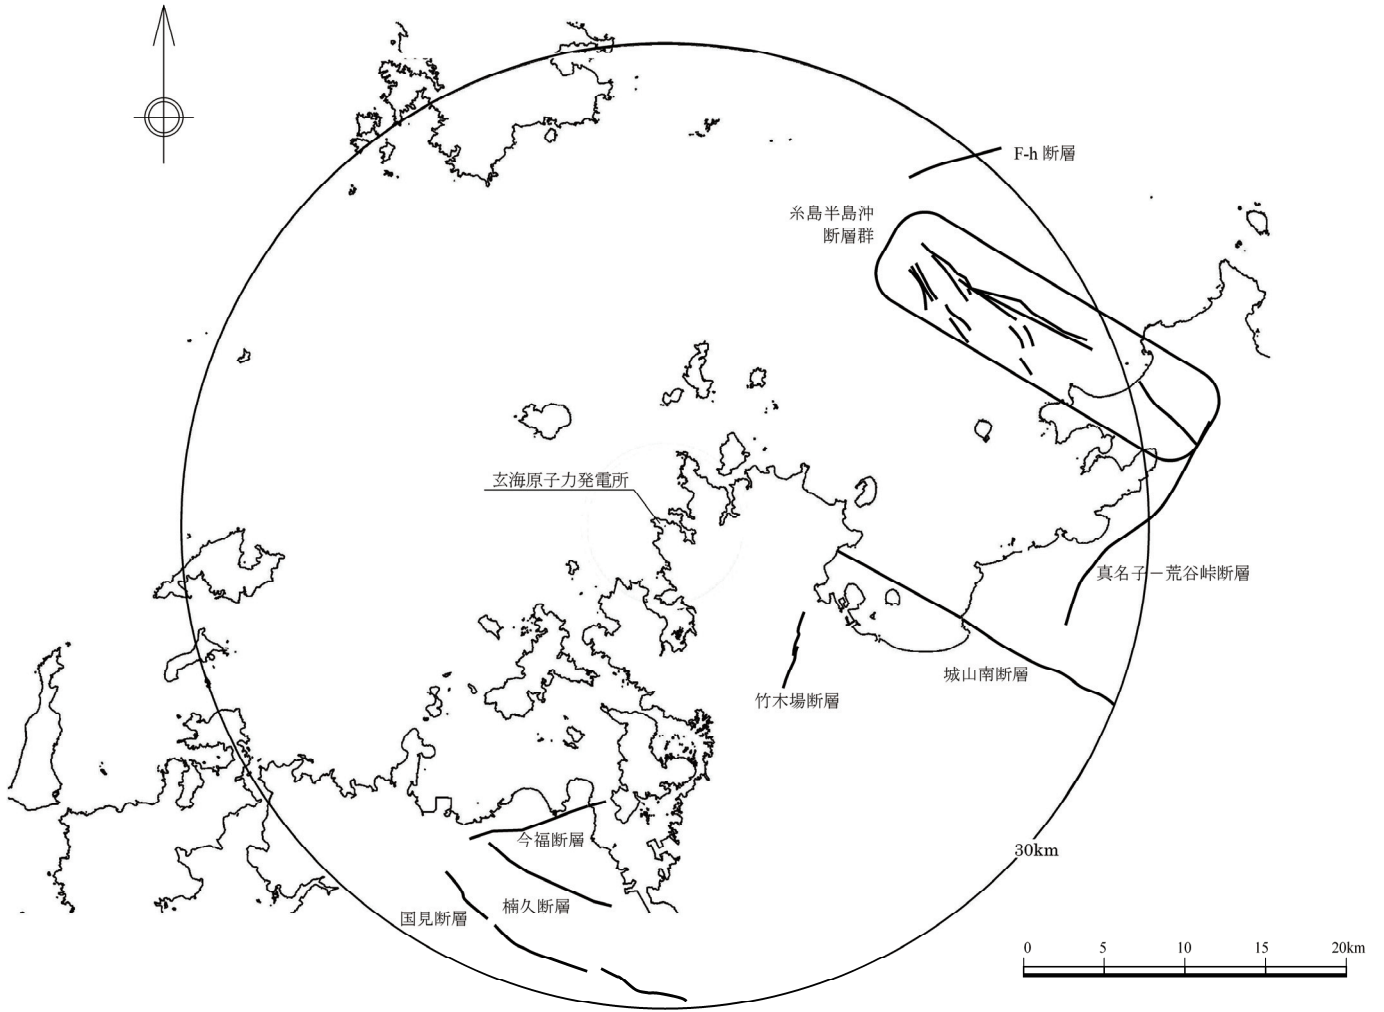 F-h 断層
糸島半島沖
断層群
玄海原子力発電所
真名子－荒谷峠断層
城山南断層
竹木場断層
今福断層
30km
楠久断層
国見断層
0 5 10 15 20km